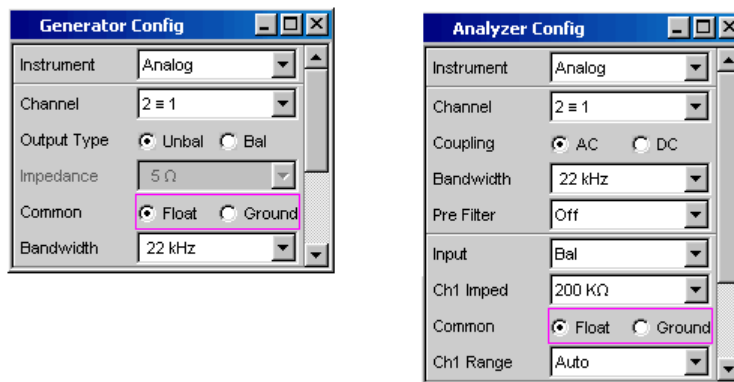 Generator Config
Instrument Analog
Channel 2 ≡ 1
Output Type Unbal Bal
Impedance 5 Ω
Common Float Ground
Bandwidth 22 kHz
Analyzer Config
Instrument Analog
Channel 2 ≡ 1
Coupling AC DC
Bandwidth 22 kHz
Pre Filter Off
Input Bal
Ch1 Imped 200 KΩ
Common Float Ground
Ch1 Range Auto